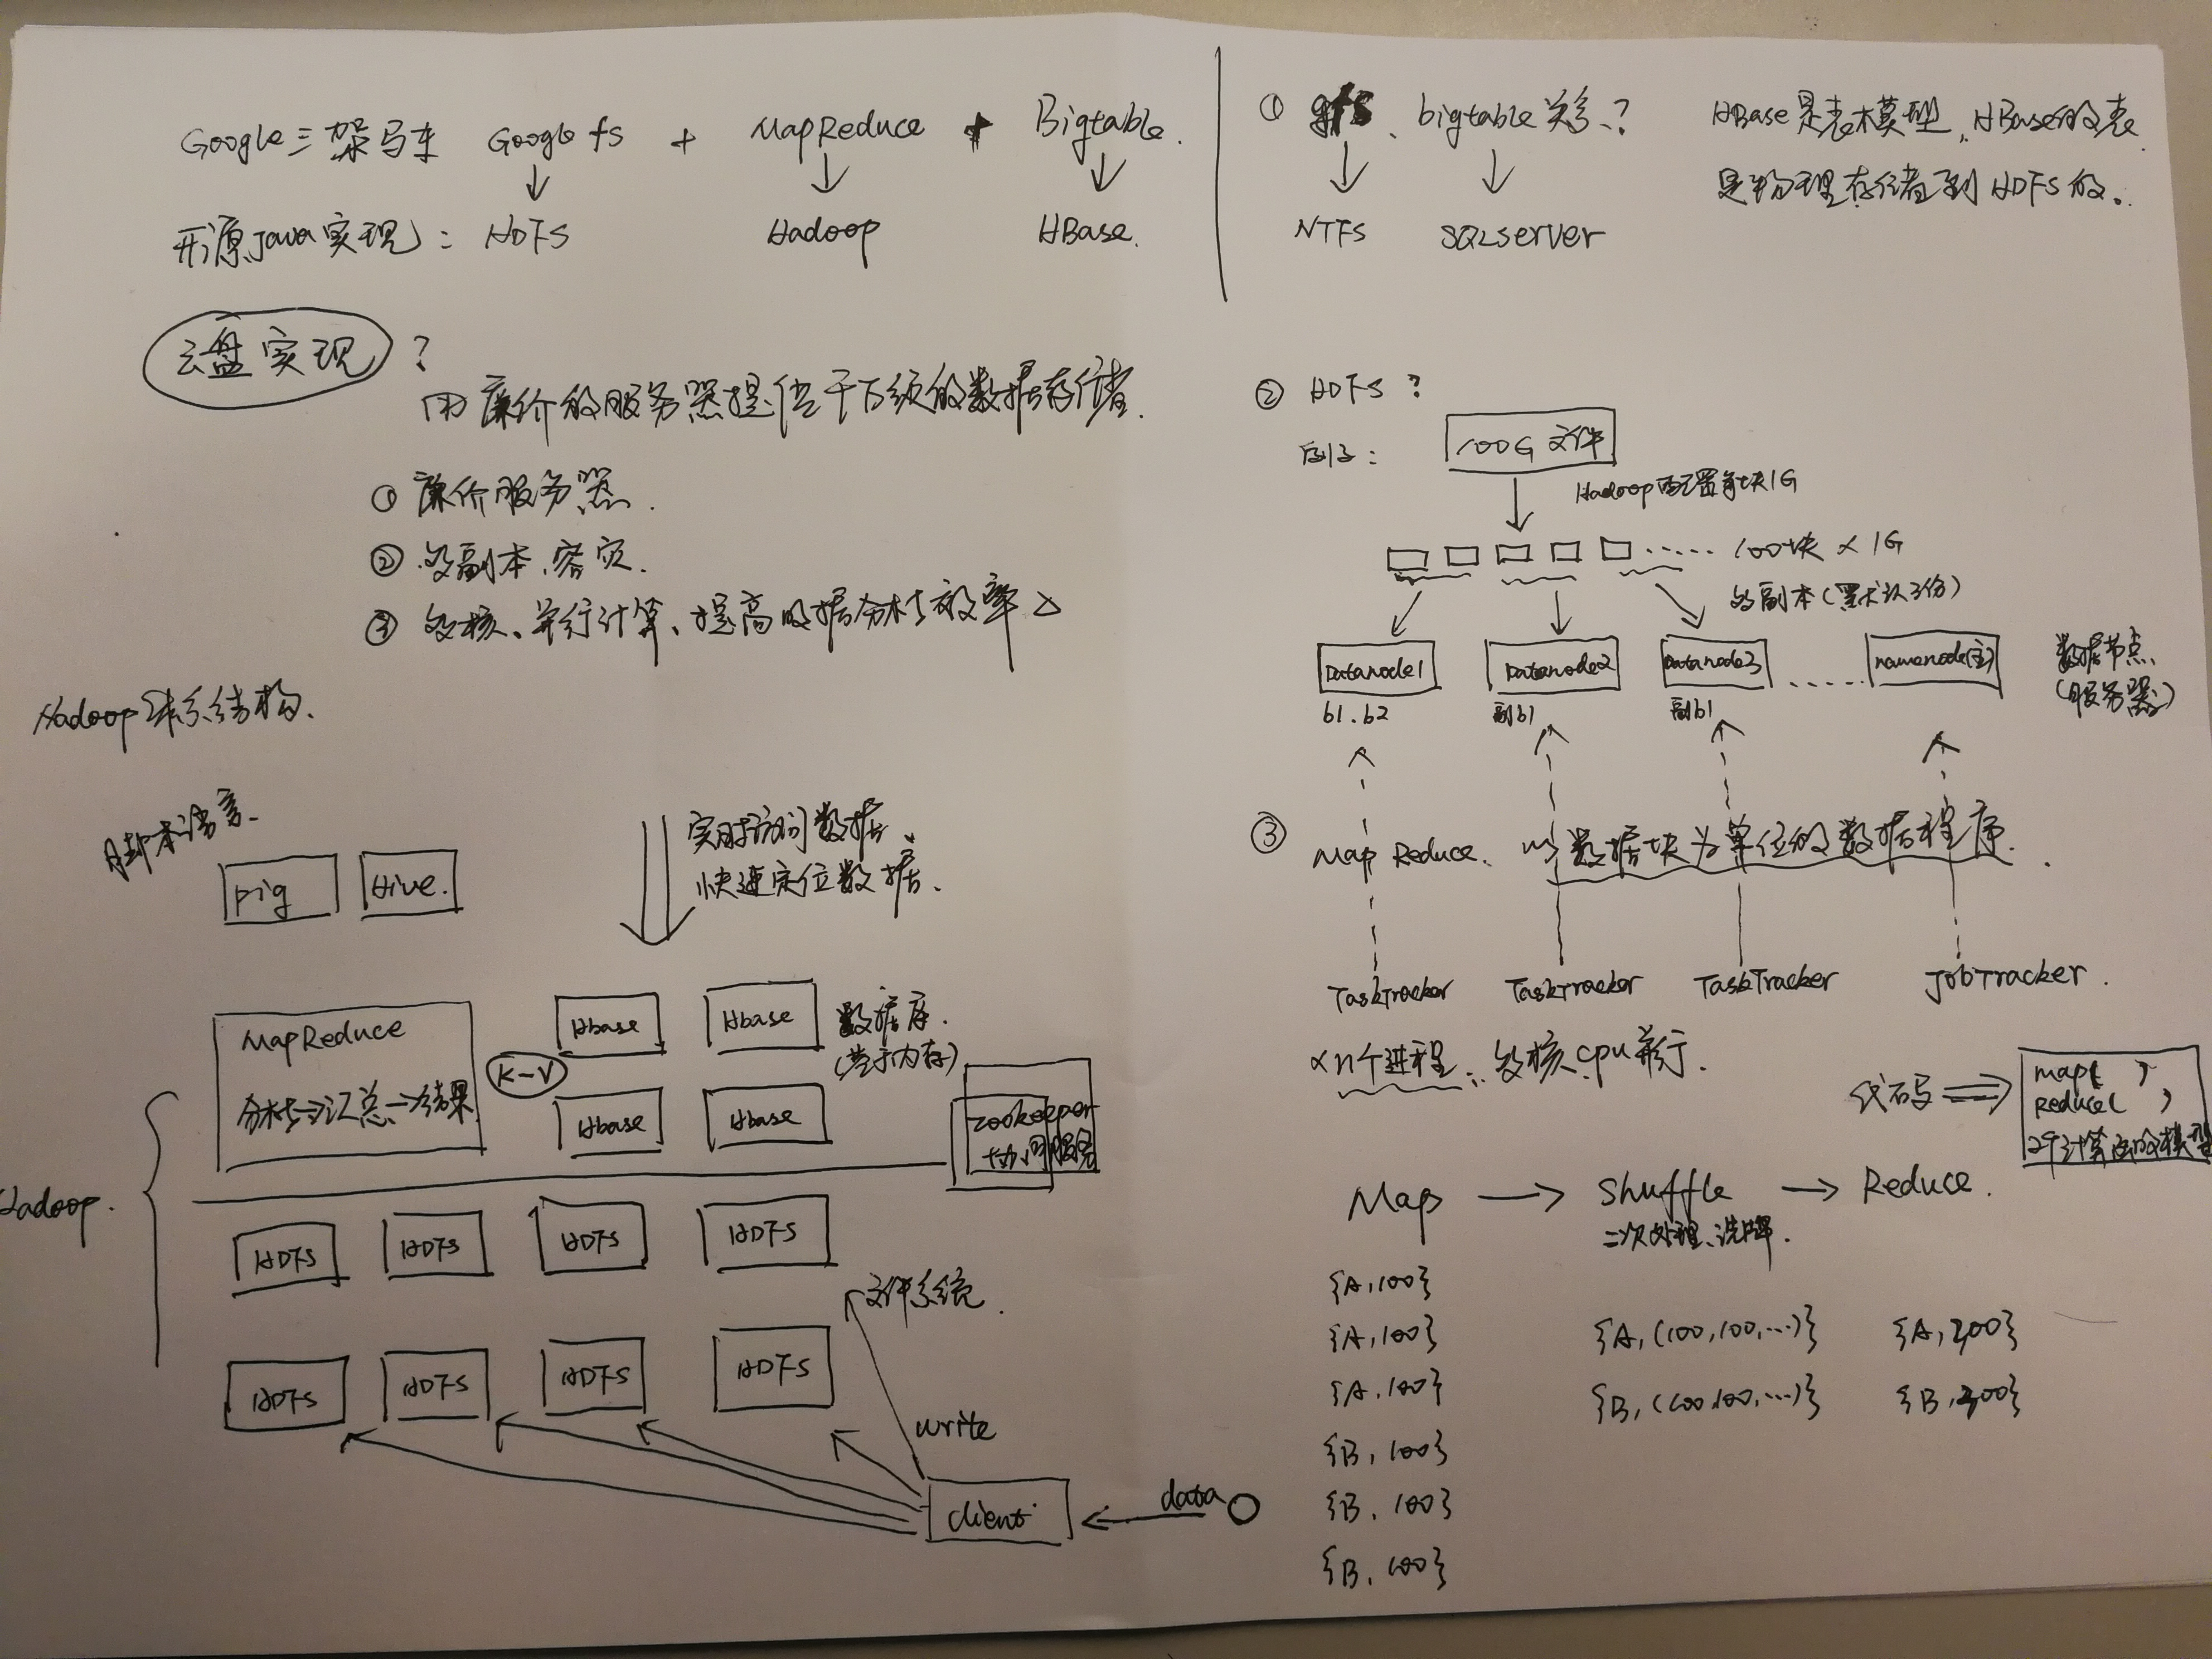 Google三架马车 Google fs + MapReduce + Bigtable.
开源java实现: HDFS Hadoop HBase.
云盘实现?
用廉价的服务器提供千万级的数据存储.
① 廉价服务器.
② 多副本、容灾.
③ 多核、并行计算、提高数据分析效率
Hadoop体系结构.
脚本语言.
Pig Hive.
实时访问数据、
快速定位数据、
MapReduce
分析→汇总→结果
K-V
Hbase Hbase
Hbase Hbase
数据库.
(基于内存)
zookeeper
协同服务
Hadoop.
HDFS HDFS HDFS HDFS
文件系统.
HDFS HDFS HDFS HDFS
write
client
data
① gfs、bigtable关系?
NTFS SQLserver
HBase是表模型,HBase的表
是物理存储到HDFS的。
② HDFS ?
例子:
100G 文件
Hadoop配置每块1G
...... 100块 × 1G
多副本(默认3份)
Datanode1 Datanode2 Datanode3 ...... namenode(主)
数据节点
(服务器)
b1.b2 副b1 副b1
③ Map Reduce. 以数据块为单位的数据程序.
TaskTracker TaskTracker TaskTracker JobTracker.
×n个进程. 多核cpu并行.
代码与 ⇒
map( )
Reduce( )
Map → Shuffle → Reduce.
二次处理、洗牌.
{A,100}
{A,100} {A,(100,100,...)} {A,300}
{A,100} {B,(100,100,...)} {B,300}
{B,100}
{B,100}
{B,100}